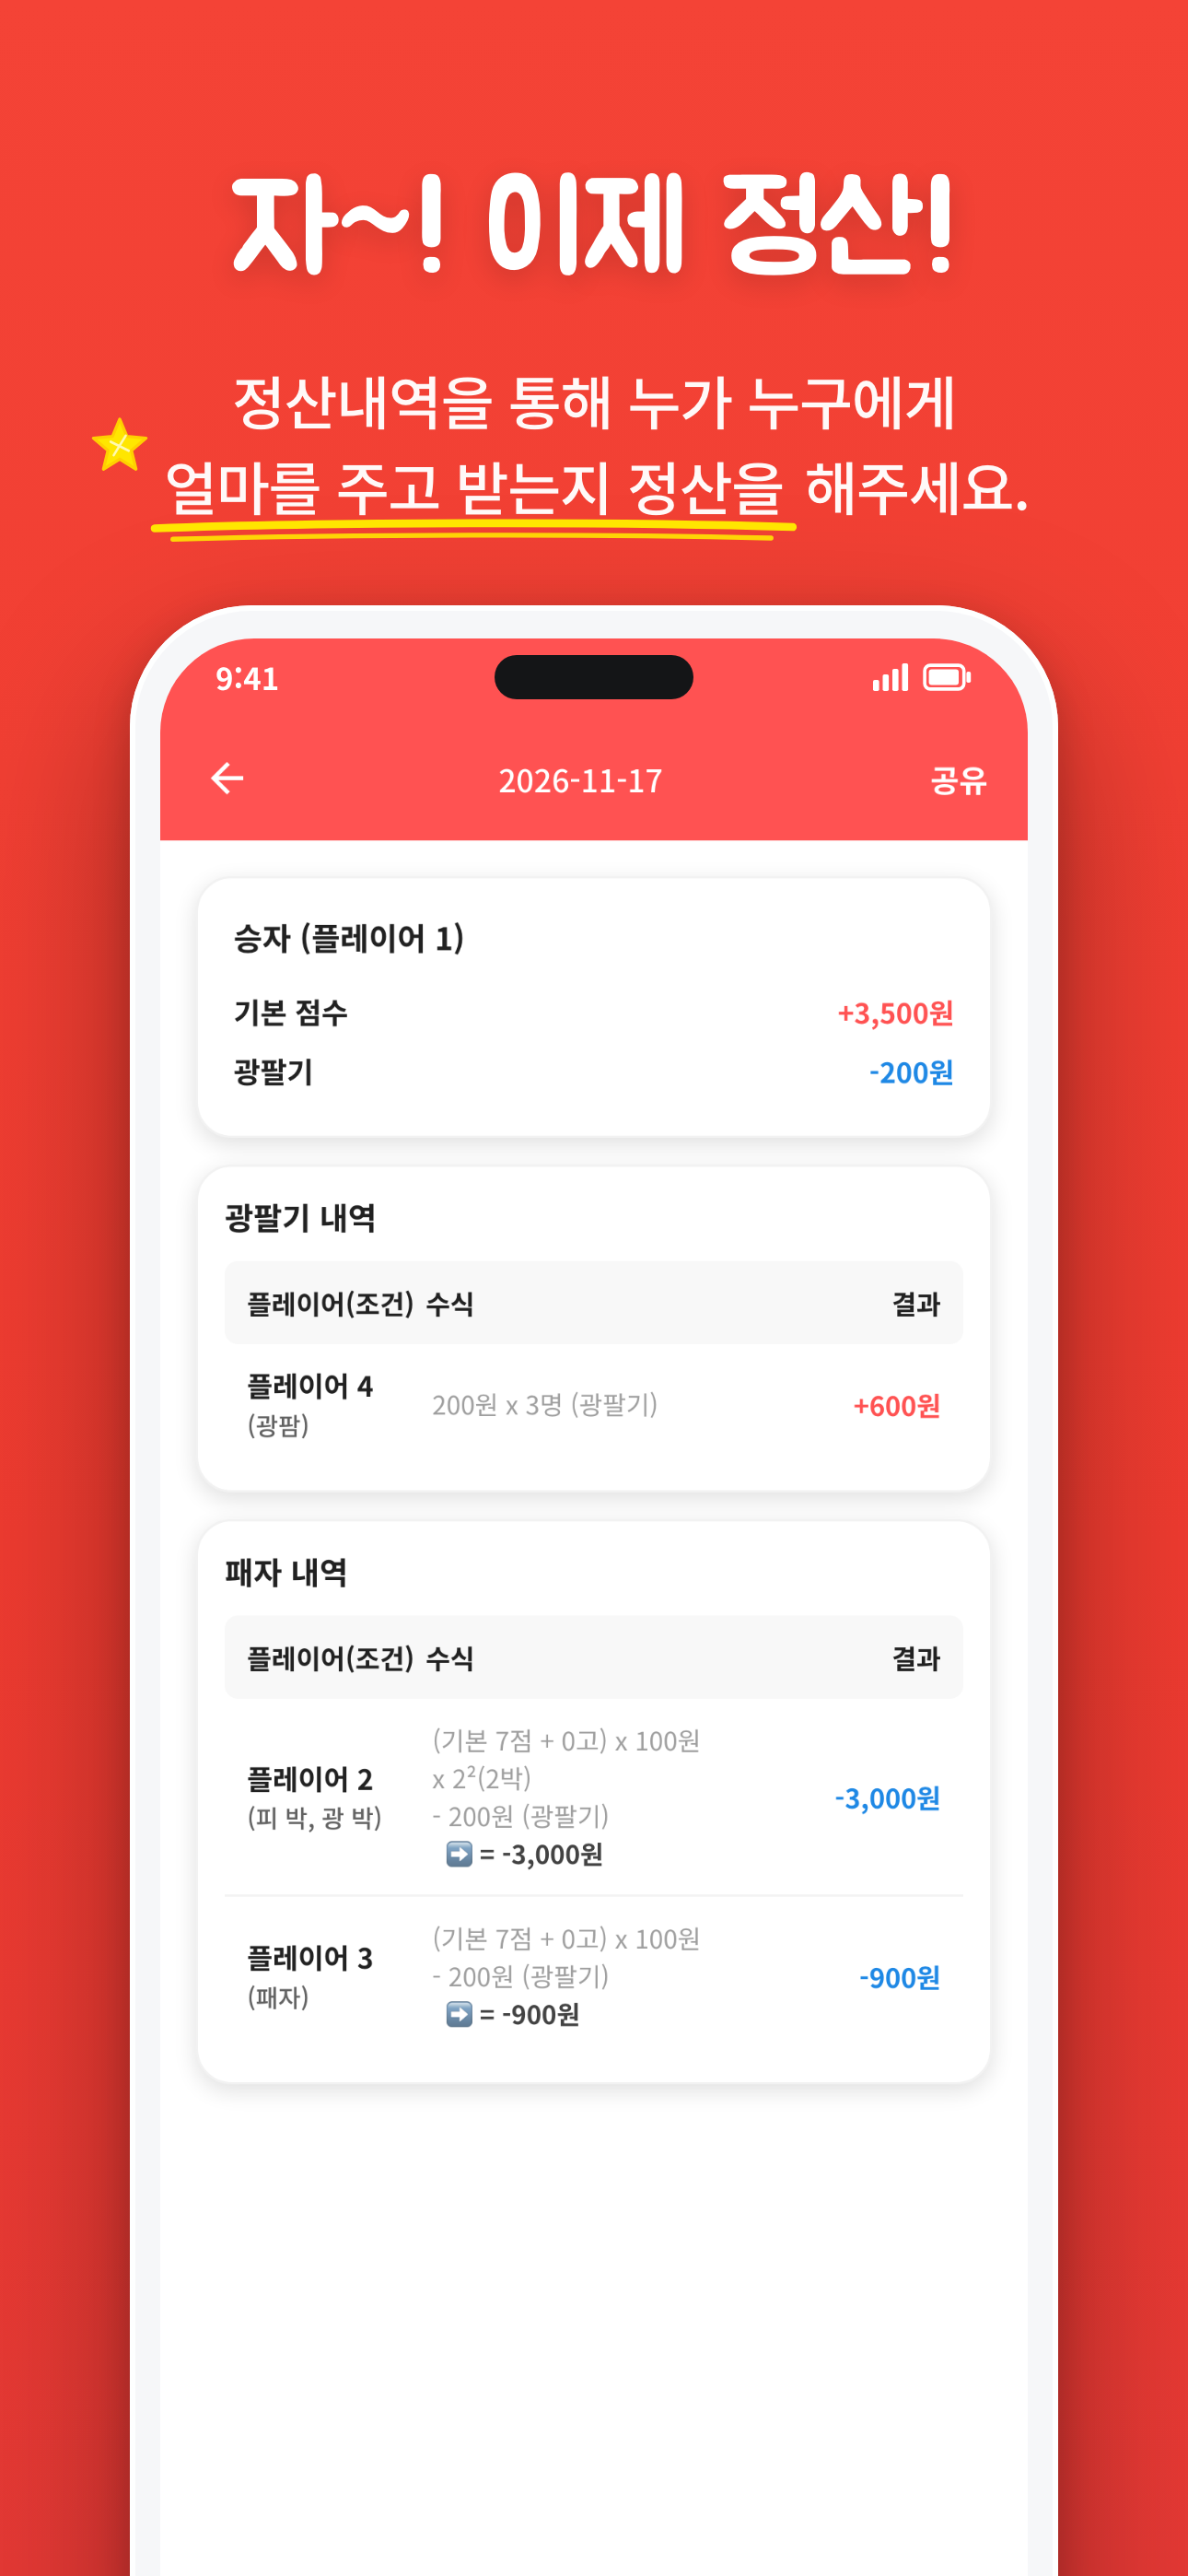 자~! 이제 정산!
정산내역을 통해 누가 누구에게
얼마를 주고 받는지 정산을 해주세요.
9:41
2026-11-17
공유
승자 (플레이어 1)
기본 점수 +3,500원
광팔기 -200원
광팔기 내역
플레이어(조건) 수식 결과
플레이어 4
(광팜)
200원 x 3명 (광팔기)
+600원
패자 내역
플레이어(조건) 수식 결과
플레이어 2
(피 박, 광 박)
(기본 7점 + 0고) x 100원
x 2²(2박)
- 200원 (광팔기)
➡️ = -3,000원
-3,000원
플레이어 3
(패자)
(기본 7점 + 0고) x 100원
- 200원 (광팔기)
➡️ = -900원
-900원